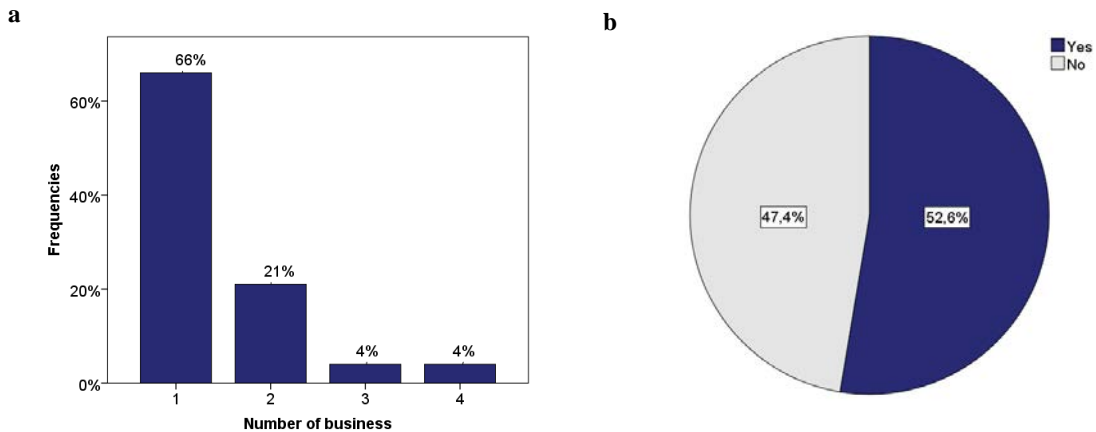 a
66%
60%
40%
21%
20%
4%
4%
0%
1 2 3 4
Frequencies
Number of business
b
Yes
No
47,4%
52,6%